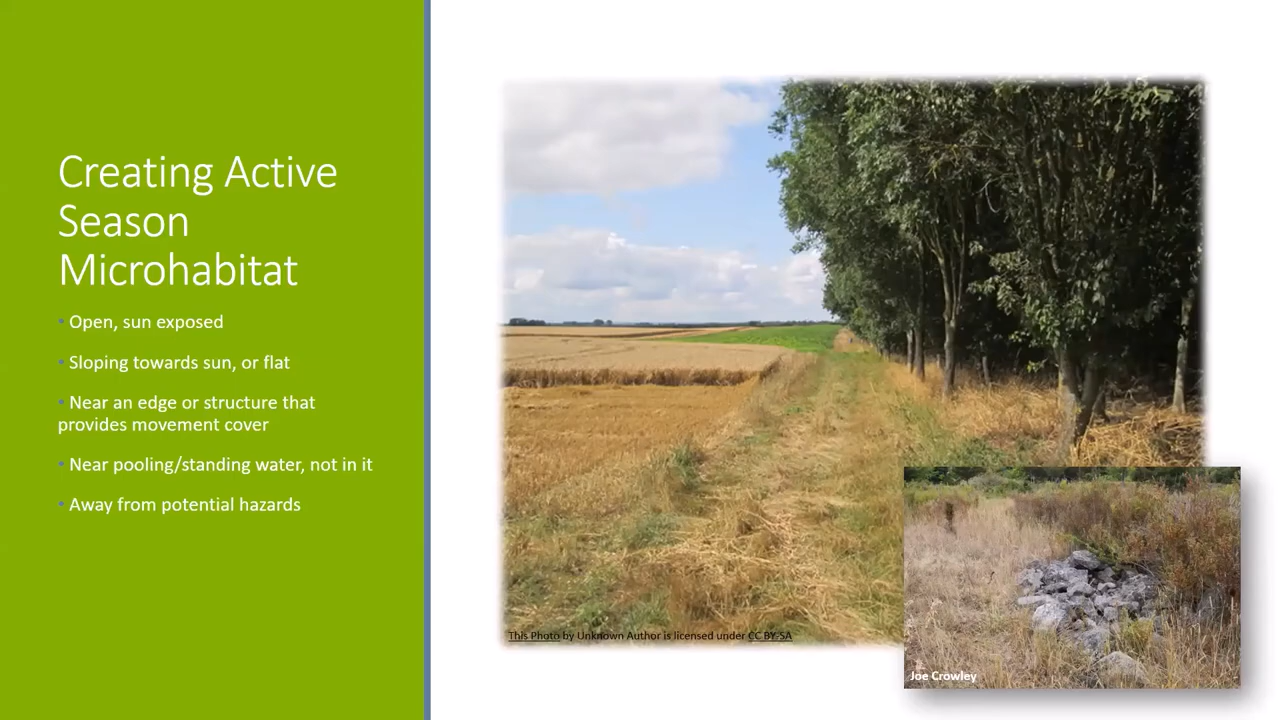 Creating Active
Season
Microhabitat
▪ Open, sun exposed
▪ Sloping towards sun, or flat
▪ Near an edge or structure that
provides movement cover
▪ Near pooling/standing water, not in it
▪ Away from potential hazards
This Photo by Unknown Author is licensed under CC BY-SA
Joe Crowley